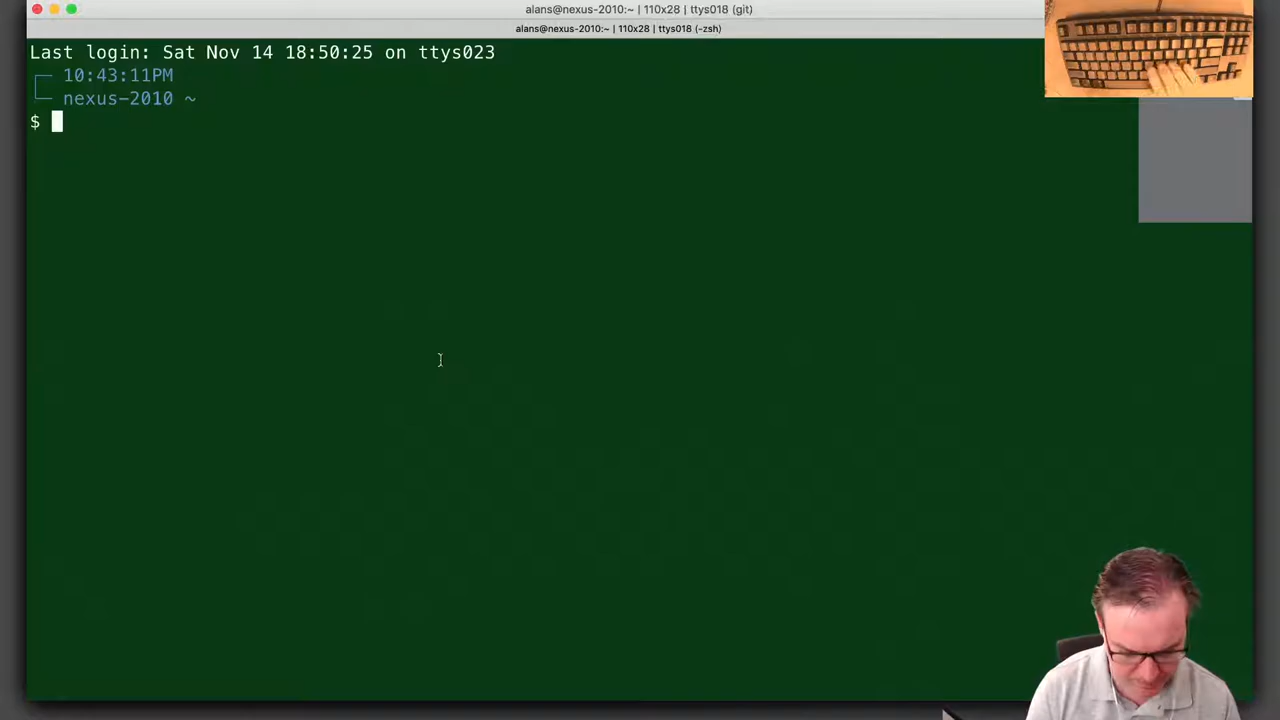 alans@nexus-2010:~ | 110x28 | ttys018 (git)
alans@nexus-2010:~ | 110x28 | ttys018 (-zsh)
Last login: Sat Nov 14 18:50:25 on ttys023
┌─ 10:43:11PM
└─ nexus-2010 ~
$